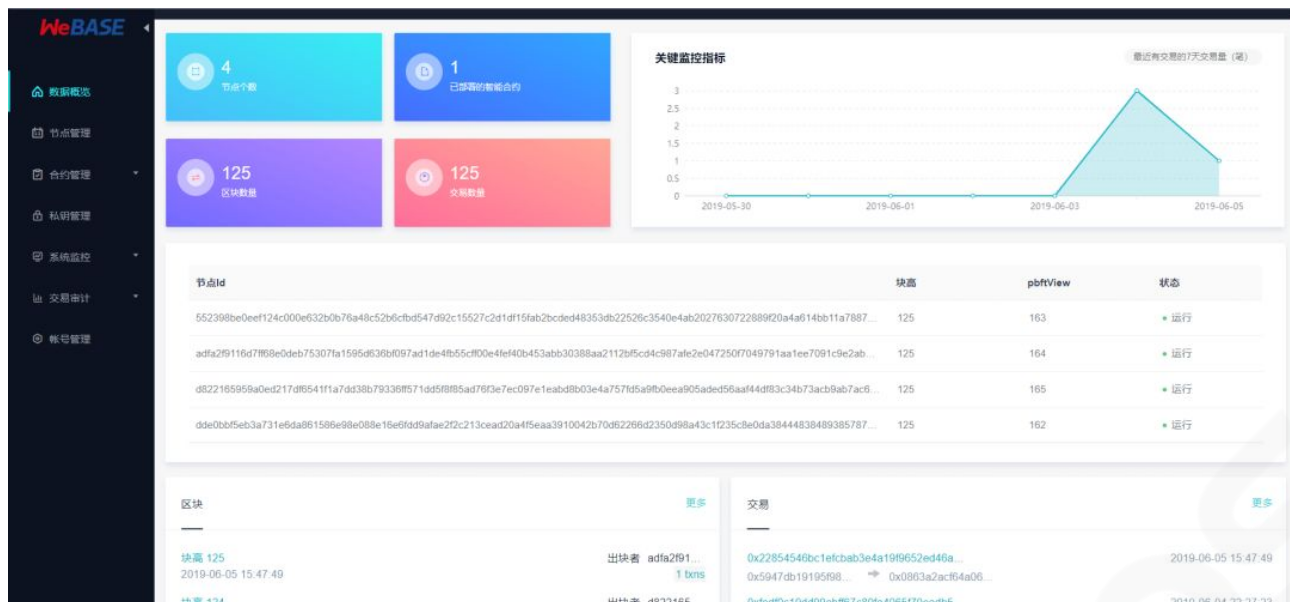 WeBASE
数据概览
节点管理
合约管理
私钥管理
系统监控
交易审计
帐号管理
4
节点个数
1
已部署的智能合约
125
区块数量
125
交易数量
关键监控指标
最近有交易的7天交易量（笔）
3
2.5
2
1.5
1
0.5
0
2019-05-30
2019-06-01
2019-06-03
2019-06-05
节点Id 块高 pbftView 状态
552398be0eef124c000e632b0b76a48c52b6cfbd547d92c15527c2d1df15fab2bcded48353db22526c3540e4ab2027630722889f20a4a614bb11a7887... 125 163 运行
adfa2f9116d7ff68e0deb75307fa1595d636bf097ad1de4fb55cff00e4fef40b453abb30388aa2112bf5cd4c987afe2e047250f7049791aa1ee7091c9e2ab... 125 164 运行
d822165959a0ed217df6541f1a7dd38b79336ff571dd5f8f85ad76f3e7ec097e1eabd8b03e4a757fd5a9fb0eea905aded56aaf44df83c34b73acb9ab7ac6... 125 165 运行
dde0bbf5eb3a731e6da861586e98e088e16e6fdd9afae2f2c213cead20a4f5eaa3910042b70d62266d2350d98a43c1f235c8e0da38444838489385787... 125 162 运行
区块 更多
块高 125 出块者 adfa2f91...
2019-06-05 15:47:49 1 txns
交易 更多
0x22854546bc1efcbab3e4a19f9652ed46a... 2019-06-05 15:47:49
0x5947db19195f98... 0x0863a2acf64a06...